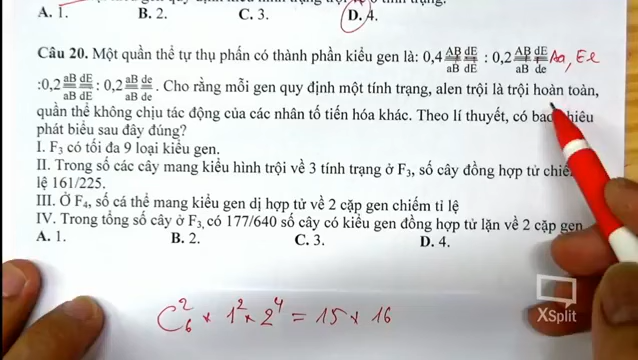 A. 1. B. 2. C. 3. D. 4.
Câu 20. Một quần thể tự thụ phấn có thành phần kiểu gen là: 0,4 AB/aB dE/dE : 0,2 AB/aB DE/de Aa, Ee
:0,2 aB/aB dE/dE : 0,2 aB/aB de/de . Cho rằng mỗi gen quy định một tính trạng, alen trội là trội hoàn toàn,
quần thể không chịu tác động của các nhân tố tiến hóa khác. Theo lí thuyết, có bao nhiêu
phát biểu sau đây đúng?
I. F3 có tối đa 9 loại kiểu gen.
II. Trong số các cây mang kiểu hình trội về 3 tính trạng ở F3, số cây đồng hợp tử
lệ 161/225.
III. Ở F4, số cá thể mang kiểu gen dị hợp tử về 2 cặp gen chiếm tỉ lệ
IV. Trong tổng số cây ở F3, có 177/640 số cây có kiểu gen đồng hợp tử lặn về 2 cặp gen
A. 1. B. 2. C. 3. D. 4.
C₆² × 1² × 2⁴ = 15 × 16
XSplit